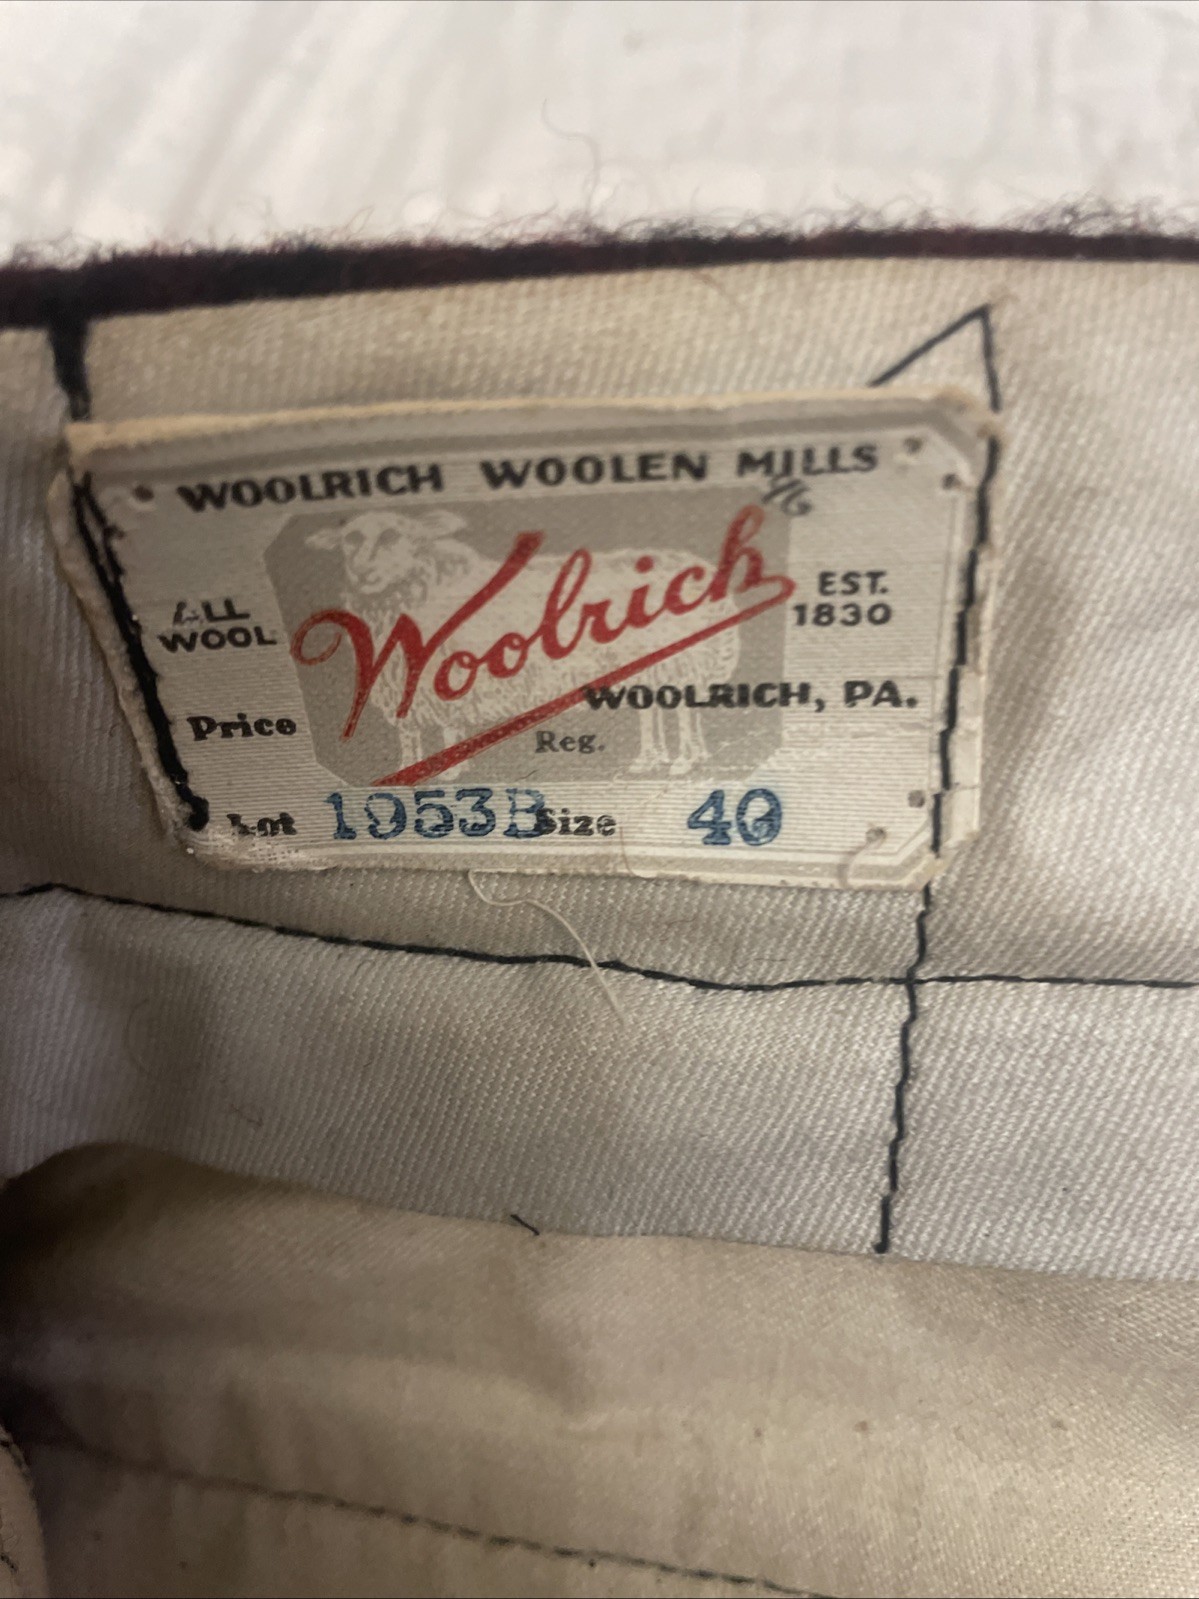 WOOLRICH WOOLEN MILLS
Woolrich
ALL
WOOL
EST.
1830
WOOLRICH, PA.
Price
Reg.
Lot 1953B Size 40